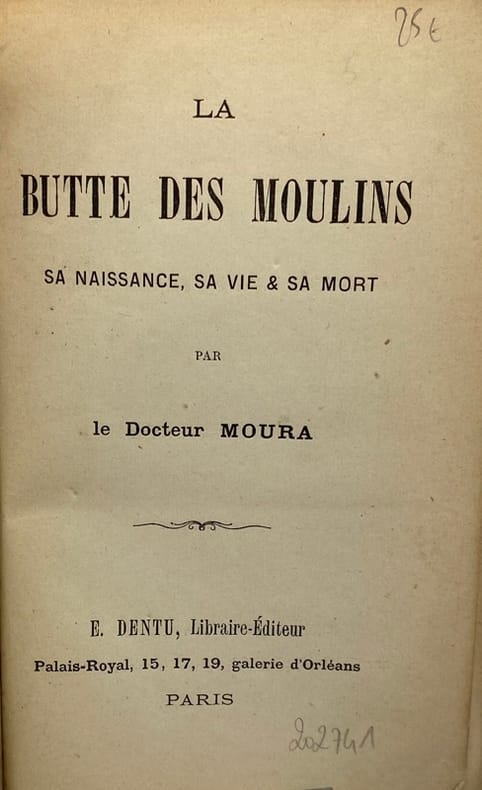 25€
LA
BUTTE DES MOULINS
SA NAISSANCE, SA VIE & SA MORT
PAR
le Docteur MOURA
E. DENTU, Libraire-Éditeur
Palais-Royal, 15, 17, 19, galerie d'Orléans
PARIS
202741